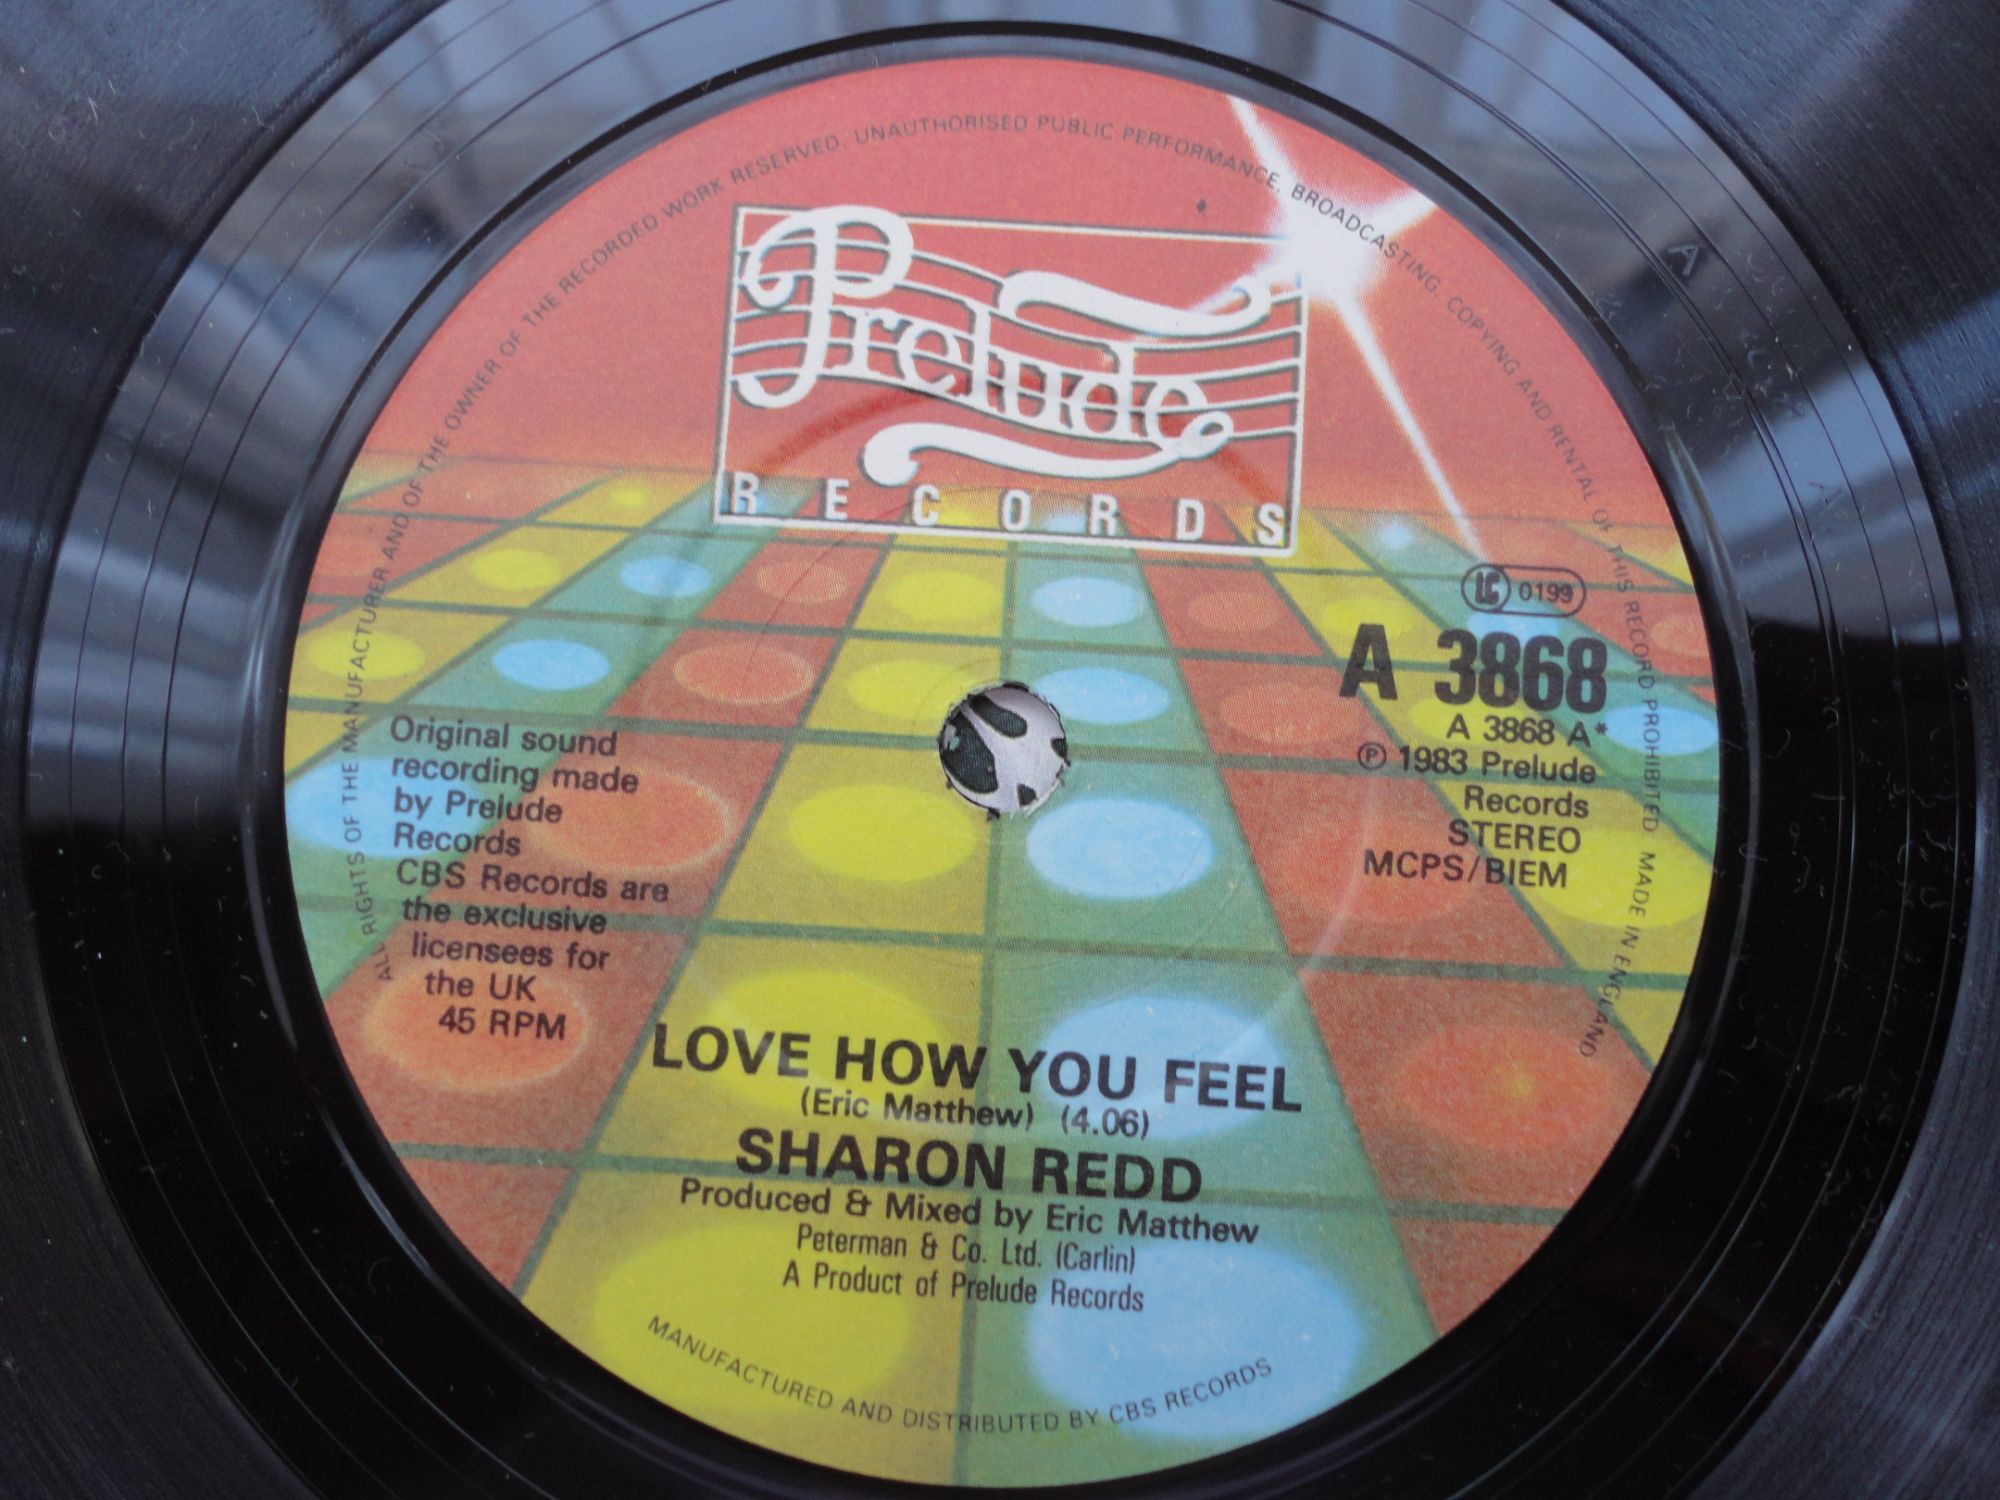 ALL RIGHTS OF THE MANUFACTURER AND OF THE OWNER OF THE RECORDED WORK RESERVED. UNAUTHORISED PUBLIC PERFORMANCE, BROADCASTING, COPYING AND RENTAL OF THIS RECORD PROHIBITED. MADE IN ENGLAND
A
Prelude
RECORDS
LC 0199
A 3868
A 3868 A*
℗ 1983 Prelude
Records
STEREO
MCPS/BIEM
Original sound
recording made
by Prelude
Records
CBS Records are
the exclusive
licensees for
the UK
45 RPM
LOVE HOW YOU FEEL
(Eric Matthew) (4.06)
SHARON REDD
Produced & Mixed by Eric Matthew
Peterman & Co. Ltd. (Carlin)
A Product of Prelude Records
MANUFACTURED AND DISTRIBUTED BY CBS RECORDS